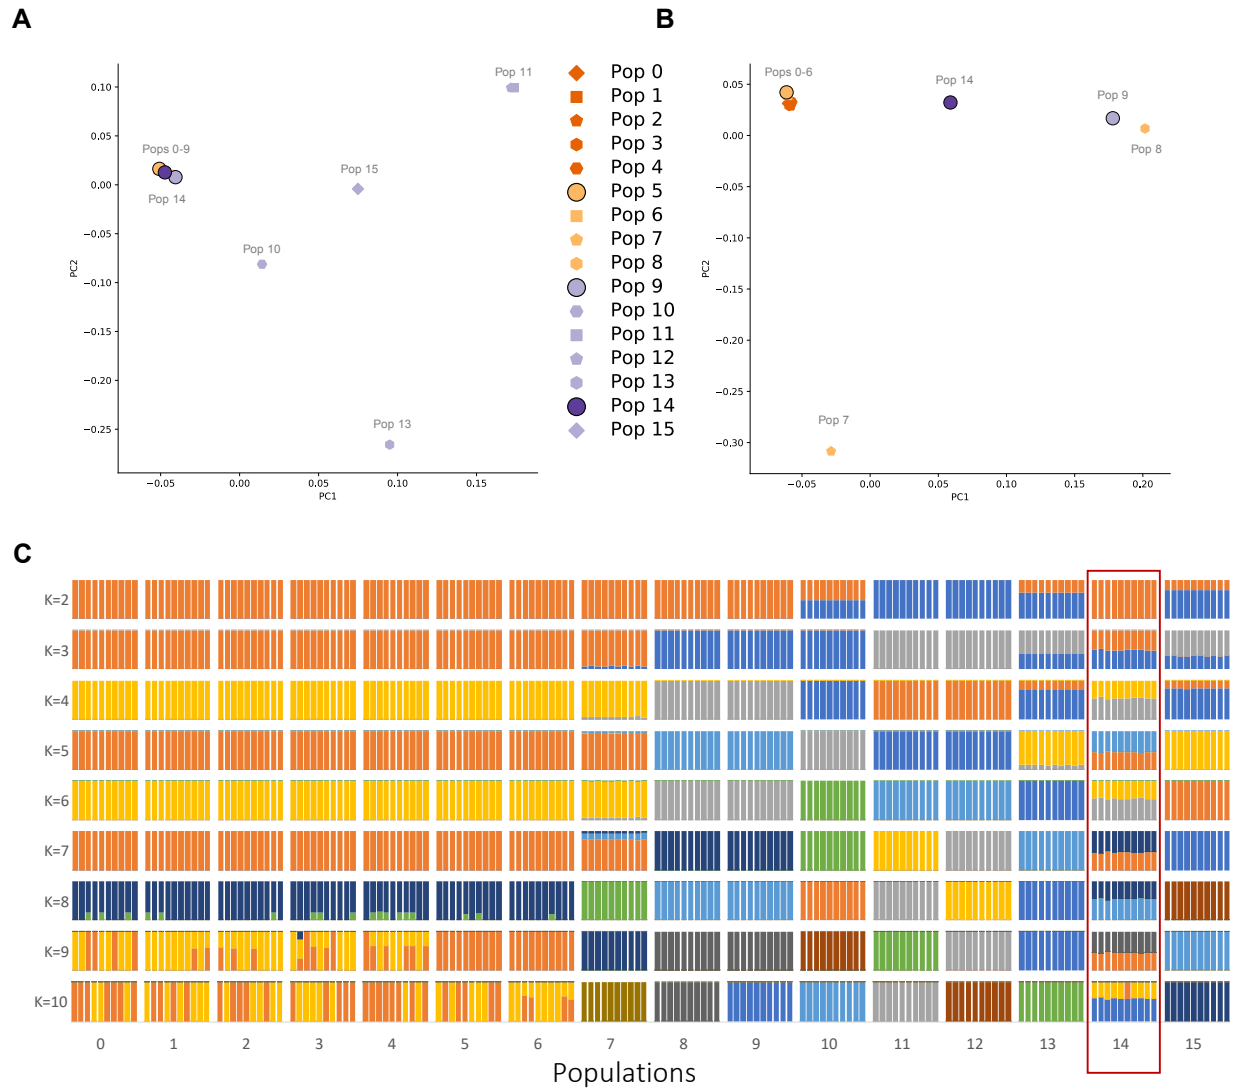 A
B
Pop 11
Pops 0-9
Pop 15
Pop 14
Pop 10
Pop 13
0.10
0.05
0.00
−0.05
−0.10
−0.15
−0.20
−0.25
PC2
−0.05
0.00
0.05
0.10
0.15
PC1
Pop 0
Pop 1
Pop 2
Pop 3
Pop 4
Pop 5
Pop 6
Pop 7
Pop 8
Pop 9
Pop 10
Pop 11
Pop 12
Pop 13
Pop 14
Pop 15
Pops 0-6
Pop 14
Pop 9
Pop 8
Pop 7
0.05
0.00
−0.05
−0.10
−0.15
−0.20
−0.25
−0.30
PC2
−0.05
0.00
0.05
0.10
0.15
0.20
PC1
C
K=2
K=3
K=4
K=5
K=6
K=7
K=8
K=9
K=10
0 1 2 3 4 5 6 7 8 9 10 11 12 13 14 15
Populations